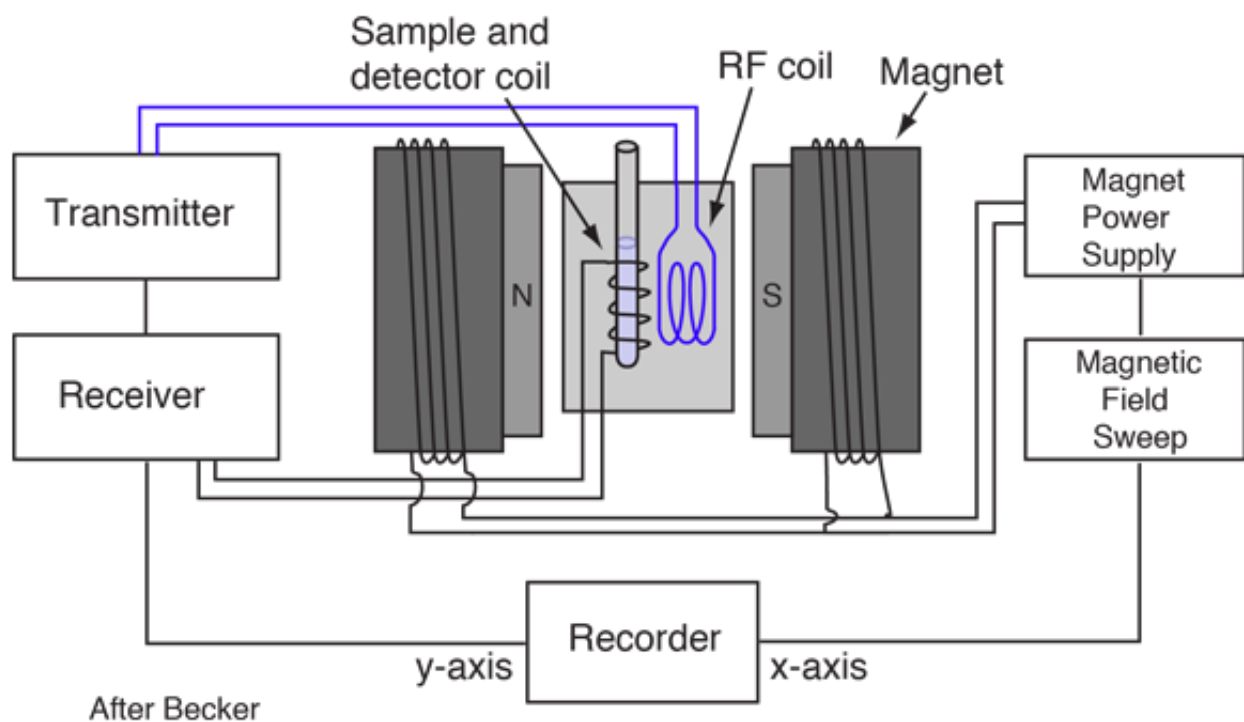 Sample and
detector coil
RF coil
Magnet
Transmitter
Magnet
Power
Supply
N
S
Receiver
Magnetic
Field
Sweep
Recorder
y-axis
x-axis
After Becker